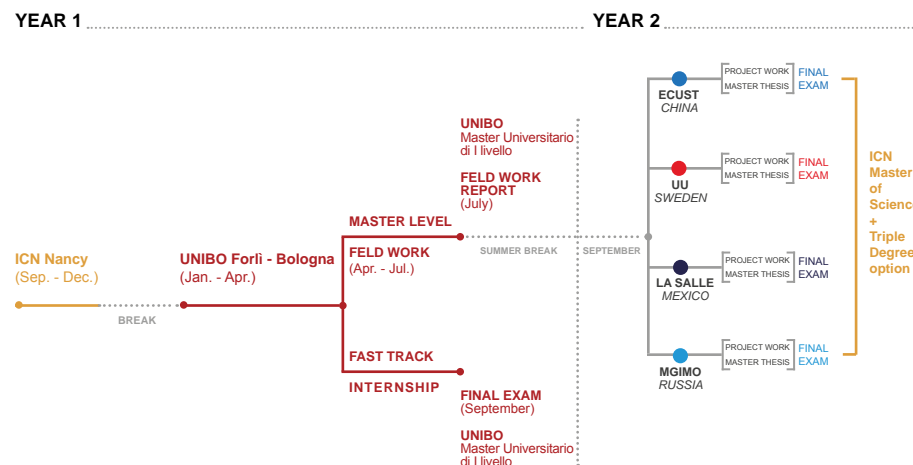 YEAR 1
YEAR 2
ICN Nancy
(Sep. - Dec.)
BREAK
UNIBO Forlì - Bologna
(Jan. - Apr.)
MASTER LEVEL
FELD WORK
(Apr. - Jul.)
FAST TRACK
INTERNSHIP
UNIBO
Master Universitario
di I livello
FELD WORK
REPORT
(July)
FINAL EXAM
(September)
UNIBO
Master Universitario
di I livello
SUMMER BREAK
SEPTEMBER
ECUST
CHINA
PROJECT WORK
MASTER THESIS
FINAL
EXAM
UU
SWEDEN
PROJECT WORK
MASTER THESIS
FINAL
EXAM
LA SALLE
MEXICO
PROJECT WORK
MASTER THESIS
FINAL
EXAM
MGIMO
RUSSIA
PROJECT WORK
MASTER THESIS
FINAL
EXAM
ICN
Master
of
Science
+
Triple
Degree
option